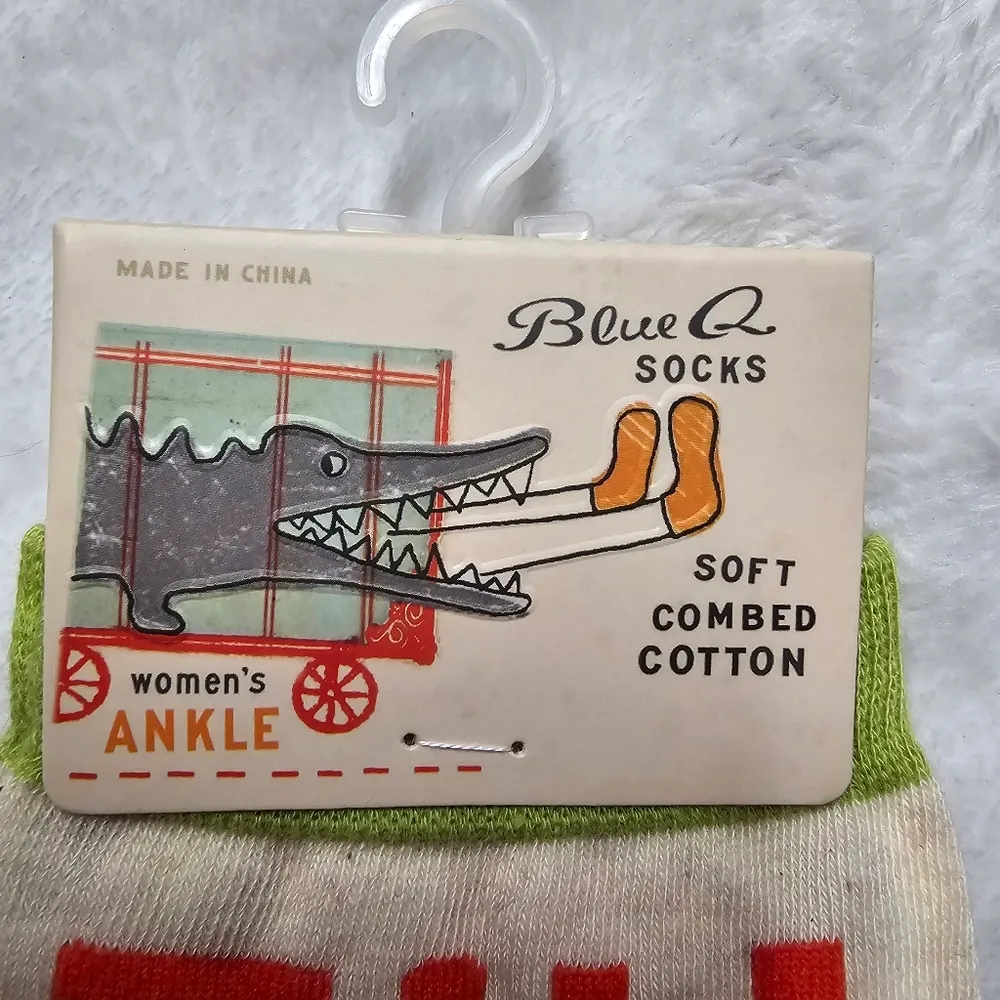 MADE IN CHINA
Blue Q
SOCKS
SOFT
COMBED
COTTON
women's
ANKLE